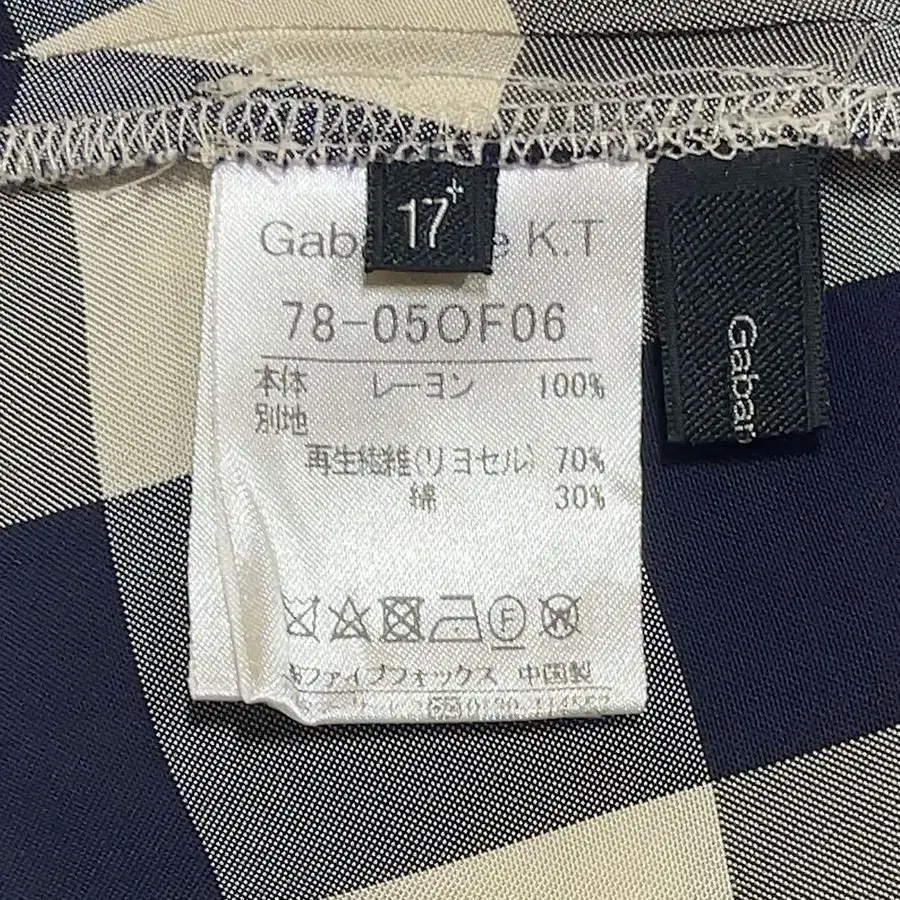 17+
K.T
78-05OF06
本体 レーヨン 100%
別地
再生繊維(リヨセル) 70%
綿 30%
F
W
ファイブフォックス 中国製
Gabar